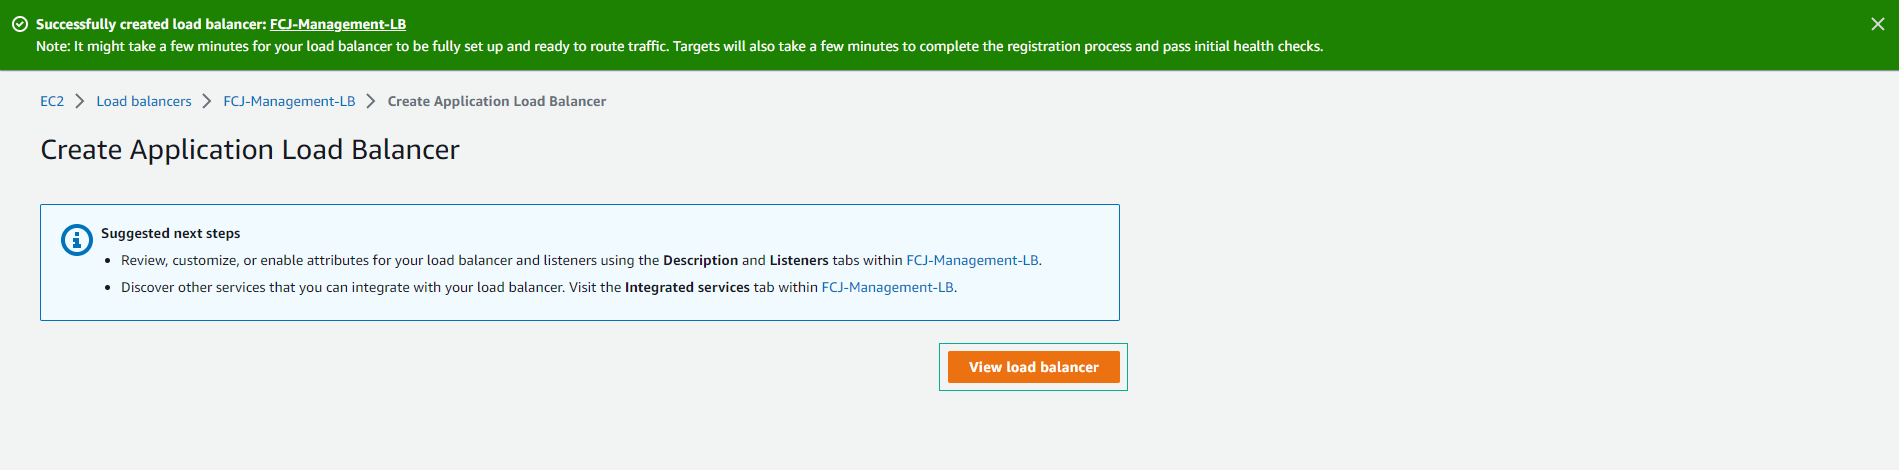 Successfully created load balancer: FCJ-Management-LB
Note: It might take a few minutes for your load balancer to be fully set up and ready to route traffic. Targets will also take a few minutes to complete the registration process and pass initial health checks.
EC2 > Load balancers > FCJ-Management-LB > Create Application Load Balancer
Create Application Load Balancer
Suggested next steps
• Review, customize, or enable attributes for your load balancer and listeners using the Description and Listeners tabs within FCJ-Management-LB.
• Discover other services that you can integrate with your load balancer. Visit the Integrated services tab within FCJ-Management-LB.
View load balancer